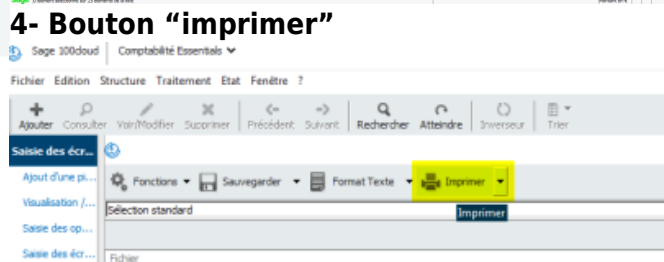 4- Bouton “imprimer”
Sage 100cloud Comptabilité Essentials
Fichier Edition Structure Traitement Etat Fenêtre ?
Ajouter Consulter Voir/Modifier Supprimer Précédent Suivant Rechercher Atteindre Inverseur Trier
Saisie des écr...
Ajout d'une pi... Fonctions Sauvegarder Format Texte Imprimer
Visualisation /... Sélection standard Imprimer
Saisie des op...
Saisie des écr... Fichier